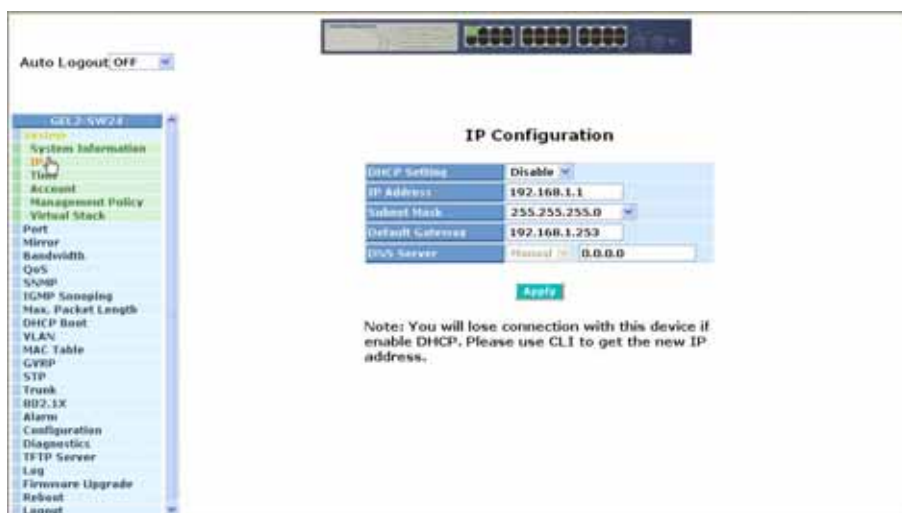 Auto Logout OFF
GEL2-SW24
System
System Information
IP
Time
Account
Management Policy
Virtual Stack
Port
Mirror
Bandwidth
QoS
SNMP
IGMP Snooping
Max. Packet Length
DHCP Boot
VLAN
MAC Table
GVRP
STP
Trunk
802.1X
Alarm
Configuration
Diagnostics
TFTP Server
Log
Firmware Upgrade
Reboot
Logout
IP Configuration
DHCP Setting Disable
IP Address 192.168.1.1
Subnet Mask 255.255.255.0
Default Gateway 192.168.1.253
DNS Server Manual 0.0.0.0
Apply
Note: You will lose connection with this device if
enable DHCP. Please use CLI to get the new IP
address.